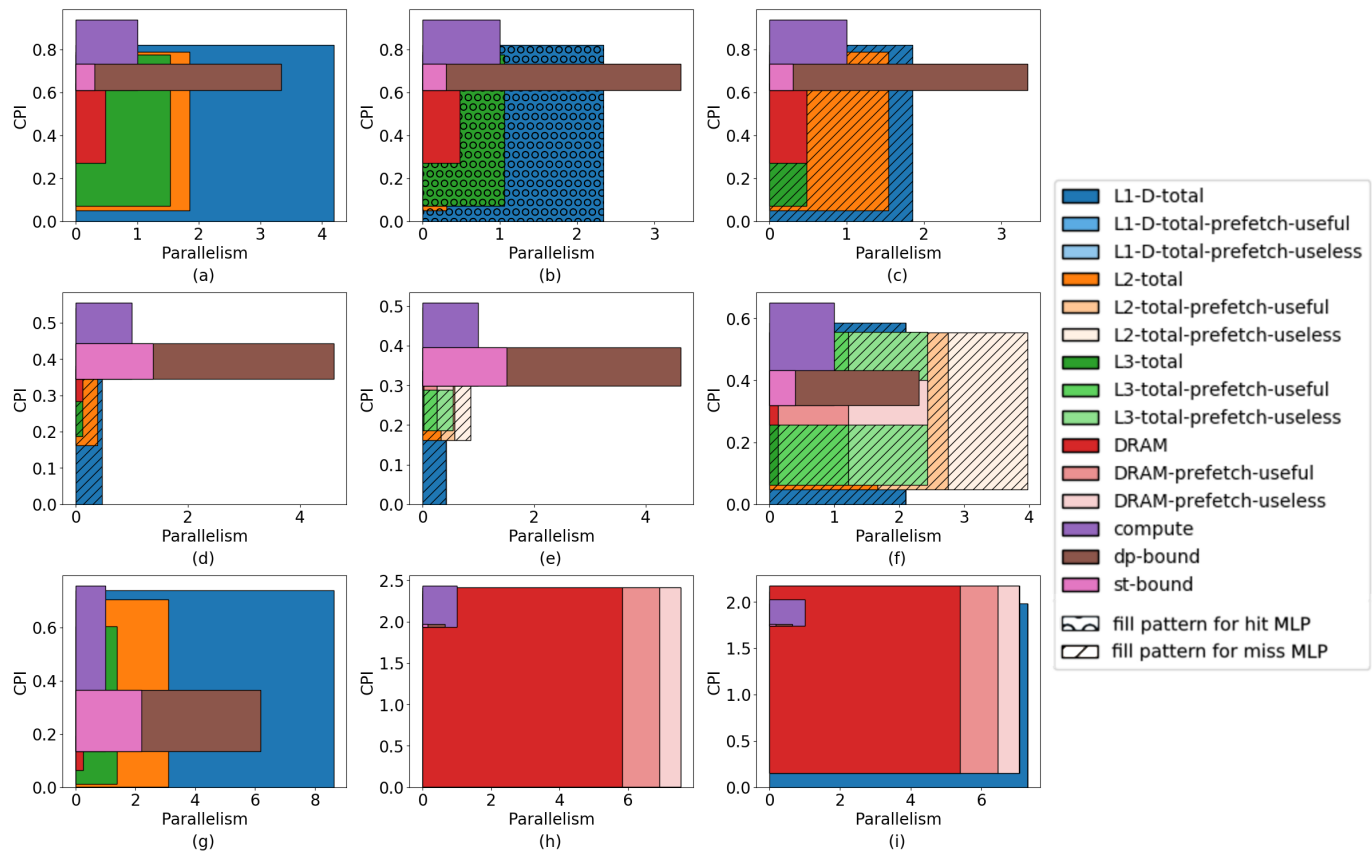 CPI
0.8
0.6
0.4
0.2
0.0
0 1 2 3 4
Parallelism
(a)
CPI
0.8
0.6
0.4
0.2
0.0
0 1 2 3
Parallelism
(b)
CPI
0.8
0.6
0.4
0.2
0.0
0 1 2 3
Parallelism
(c)
CPI
0.5
0.4
0.3
0.2
0.1
0.0
0 2 4
Parallelism
(d)
CPI
0.5
0.4
0.3
0.2
0.1
0.0
0 2 4
Parallelism
(e)
CPI
0.6
0.4
0.2
0.0
0 1 2 3 4
Parallelism
(f)
CPI
0.6
0.4
0.2
0.0
0 2 4 6 8
Parallelism
(g)
CPI
2.5
2.0
1.5
1.0
0.5
0.0
0 2 4 6
Parallelism
(h)
CPI
2.0
1.5
1.0
0.5
0.0
0 2 4 6
Parallelism
(i)
L1-D-total
L1-D-total-prefetch-useful
L1-D-total-prefetch-useless
L2-total
L2-total-prefetch-useful
L2-total-prefetch-useless
L3-total
L3-total-prefetch-useful
L3-total-prefetch-useless
DRAM
DRAM-prefetch-useful
DRAM-prefetch-useless
compute
dp-bound
st-bound
fill pattern for hit MLP
fill pattern for miss MLP